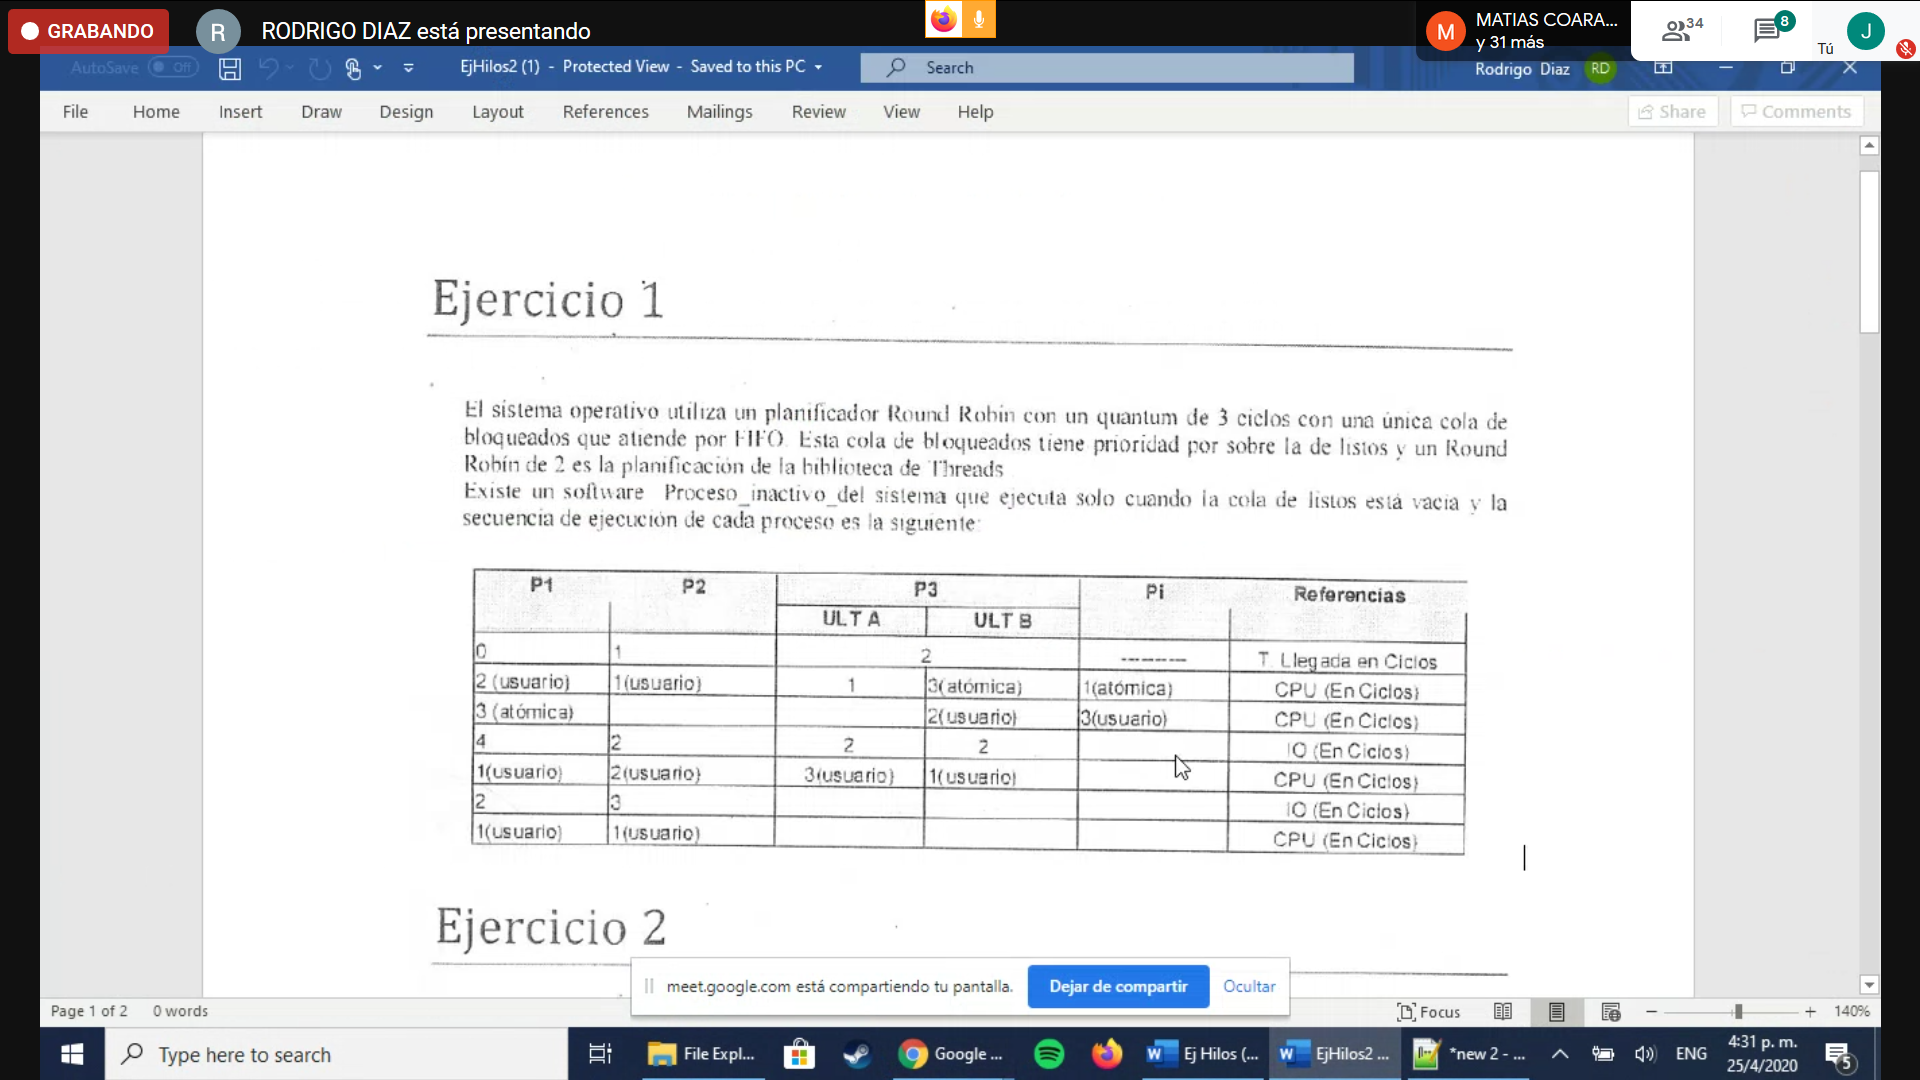 GRABANDO
R
RODRIGO DIAZ está presentando
M
MATIAS COARA...
y 31 más
34
8
Tú
J
AutoSave Off
EjHilos2 (1) - Protected View - Saved to this PC
Search
Rodrigo Diaz
RD
File Home Insert Draw Design Layout References Mailings Review View Help
Share
Comments
Ejercicio 1
El sistema operativo utiliza un planificador Round Robin con un quantum de 3 ciclos con una única cola de
bloqueados que atiende por FIFO. Esta cola de bloqueados tiene prioridad por sobre la de listos y un Round
Robín de 2 es la planificación de la biblioteca de Threads
Existe un software Proceso_inactivo_del sistema que ejecuta solo cuando la cola de listos está vacía y la
secuencia de ejecución de cada proceso es la siguiente:
P1 P2 P3 Pi Referencias
ULT A ULT B
0 1 2 ------- T. Llegada en Ciclos
2 (usuario) 1(usuario) 1 3(atómica) 1(atómica) CPU (En Ciclos)
3 (atómica) 2(usuario) 3(usuario) CPU (En Ciclos)
4 2 2 2 IO (En Ciclos)
1(usuario) 2(usuario) 3(usuario) 1(usuario) CPU (En Ciclos)
2 3 IO (En Ciclos)
1(usuario) 1(usuario) CPU (En Ciclos)
Ejercicio 2
meet.google.com está compartiendo tu pantalla.
Dejar de compartir
Ocultar
Page 1 of 2 0 words
Focus
140%
Type here to search
File Expl...
Google ...
Ej Hilos (...
EjHilos2 ...
*new 2 - ...
ENG
4:31 p. m.
25/4/2020
5